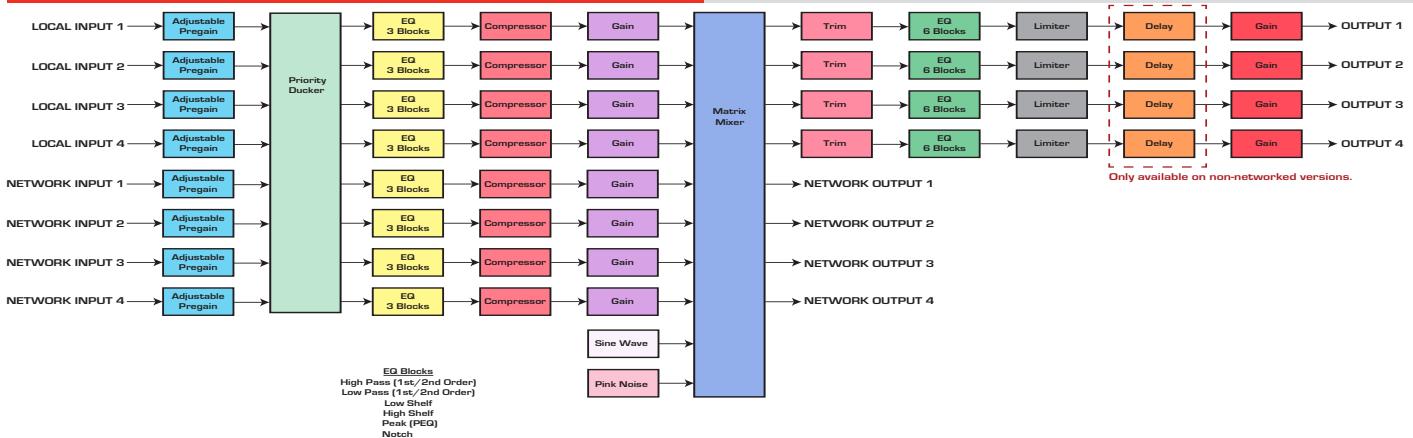 LOCAL INPUT 1
Adjustable
Pregain
EQ
3 Blocks
Compressor
Gain
Trim
EQ
6 Blocks
Limiter
Delay
Gain
OUTPUT 1
LOCAL INPUT 2
Adjustable
Pregain
Priority
Ducker
EQ
3 Blocks
Compressor
Gain
Trim
EQ
6 Blocks
Limiter
Delay
Gain
OUTPUT 2
LOCAL INPUT 3
Adjustable
Pregain
EQ
3 Blocks
Compressor
Gain
Matrix
Mixer
Trim
EQ
6 Blocks
Limiter
Delay
Gain
OUTPUT 3
LOCAL INPUT 4
Adjustable
Pregain
EQ
3 Blocks
Compressor
Gain
Trim
EQ
6 Blocks
Limiter
Delay
Gain
OUTPUT 4
Only available on non-networked versions.
NETWORK INPUT 1
Adjustable
Pregain
EQ
3 Blocks
Compressor
Gain
NETWORK OUTPUT 1
NETWORK INPUT 2
Adjustable
Pregain
EQ
3 Blocks
Compressor
Gain
NETWORK OUTPUT 2
NETWORK INPUT 3
Adjustable
Pregain
EQ
3 Blocks
Compressor
Gain
NETWORK OUTPUT 3
NETWORK INPUT 4
Adjustable
Pregain
EQ
3 Blocks
Compressor
Gain
NETWORK OUTPUT 4
Sine Wave
Pink Noise
EQ Blocks
High Pass (1st/2nd Order)
Low Pass (1st/2nd Order)
Low Shelf
High Shelf
Peak (PEQ)
Notch